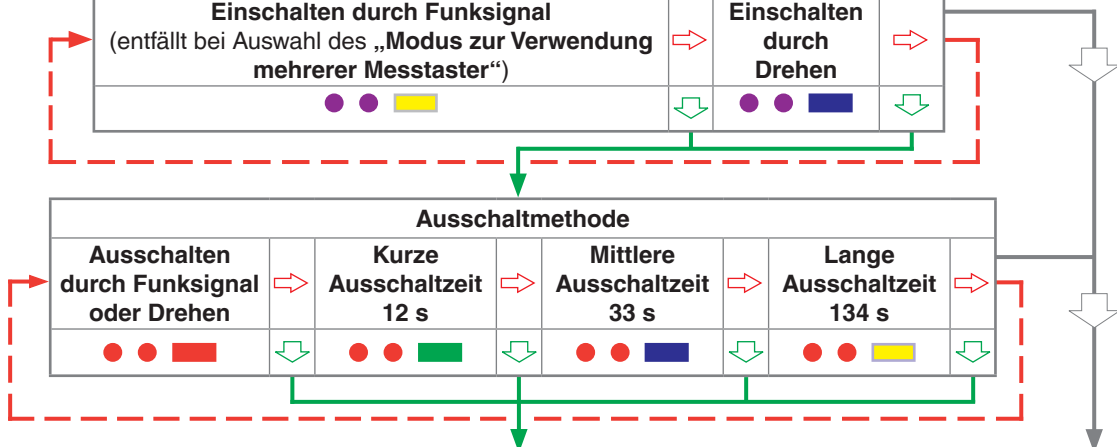 Einschalten durch Funksignal
(entfällt bei Auswahl des „Modus zur Verwendung
mehrerer Messtaster“)
Einschalten
durch
Drehen
Ausschaltmethode
Ausschalten
durch Funksignal
oder Drehen
Kurze
Ausschaltzeit
12 s
Mittlere
Ausschaltzeit
33 s
Lange
Ausschaltzeit
134 s